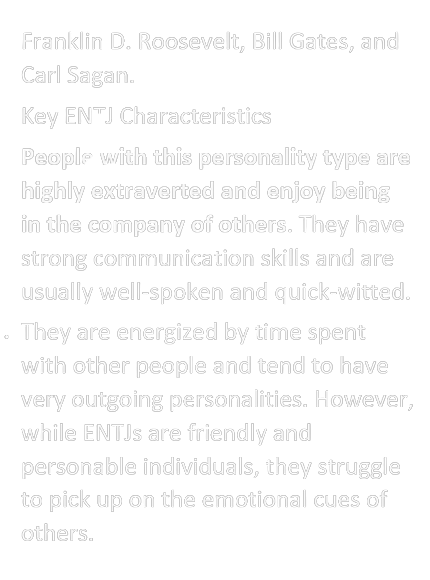 Franklin D. Roosevelt, Bill Gates, and
Carl Sagan.
Key ENTJ Characteristics
People with this personality type are
highly extraverted and enjoy being
in the company of others. They have
strong communication skills and are
usually well-spoken and quick-witted.
They are energized by time spent
with other people and tend to have
very outgoing personalities. However,
while ENTJs are friendly and
personable individuals, they struggle
to pick up on the emotional cues of
others.